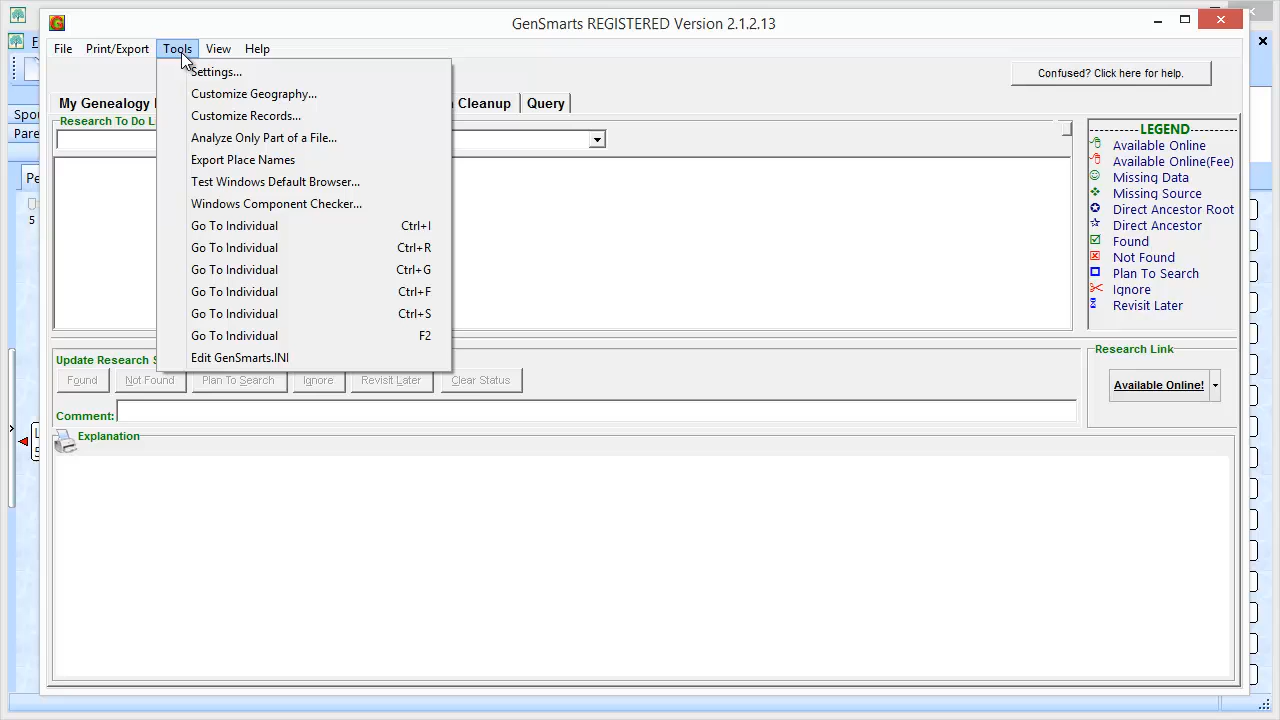 GenSmarts REGISTERED Version 2.1.2.13
File Print/Export Tools View Help
Confused? Click here for help.
Settings...
Customize Geography...
Customize Records...
Analyze Only Part of a File...
Export Place Names
Test Windows Default Browser...
Windows Component Checker...
Go To Individual Ctrl+I
Go To Individual Ctrl+R
Go To Individual Ctrl+G
Go To Individual Ctrl+F
Go To Individual Ctrl+S
Go To Individual F2
Edit GenSmarts.INI
My Genealogy
Cleanup Query
Research To Do Li
LEGEND
Available Online
Available Online(Fee)
Missing Data
Missing Source
Direct Ancestor Root
Direct Ancestor
Found
Not Found
Plan To Search
Ignore
Revisit Later
Update Research S
Found Not Found Plan To Search Ignore Revisit Later Clear Status
Comment:
Research Link
Available Online!
Explanation
Spou
Pare
Pe
5